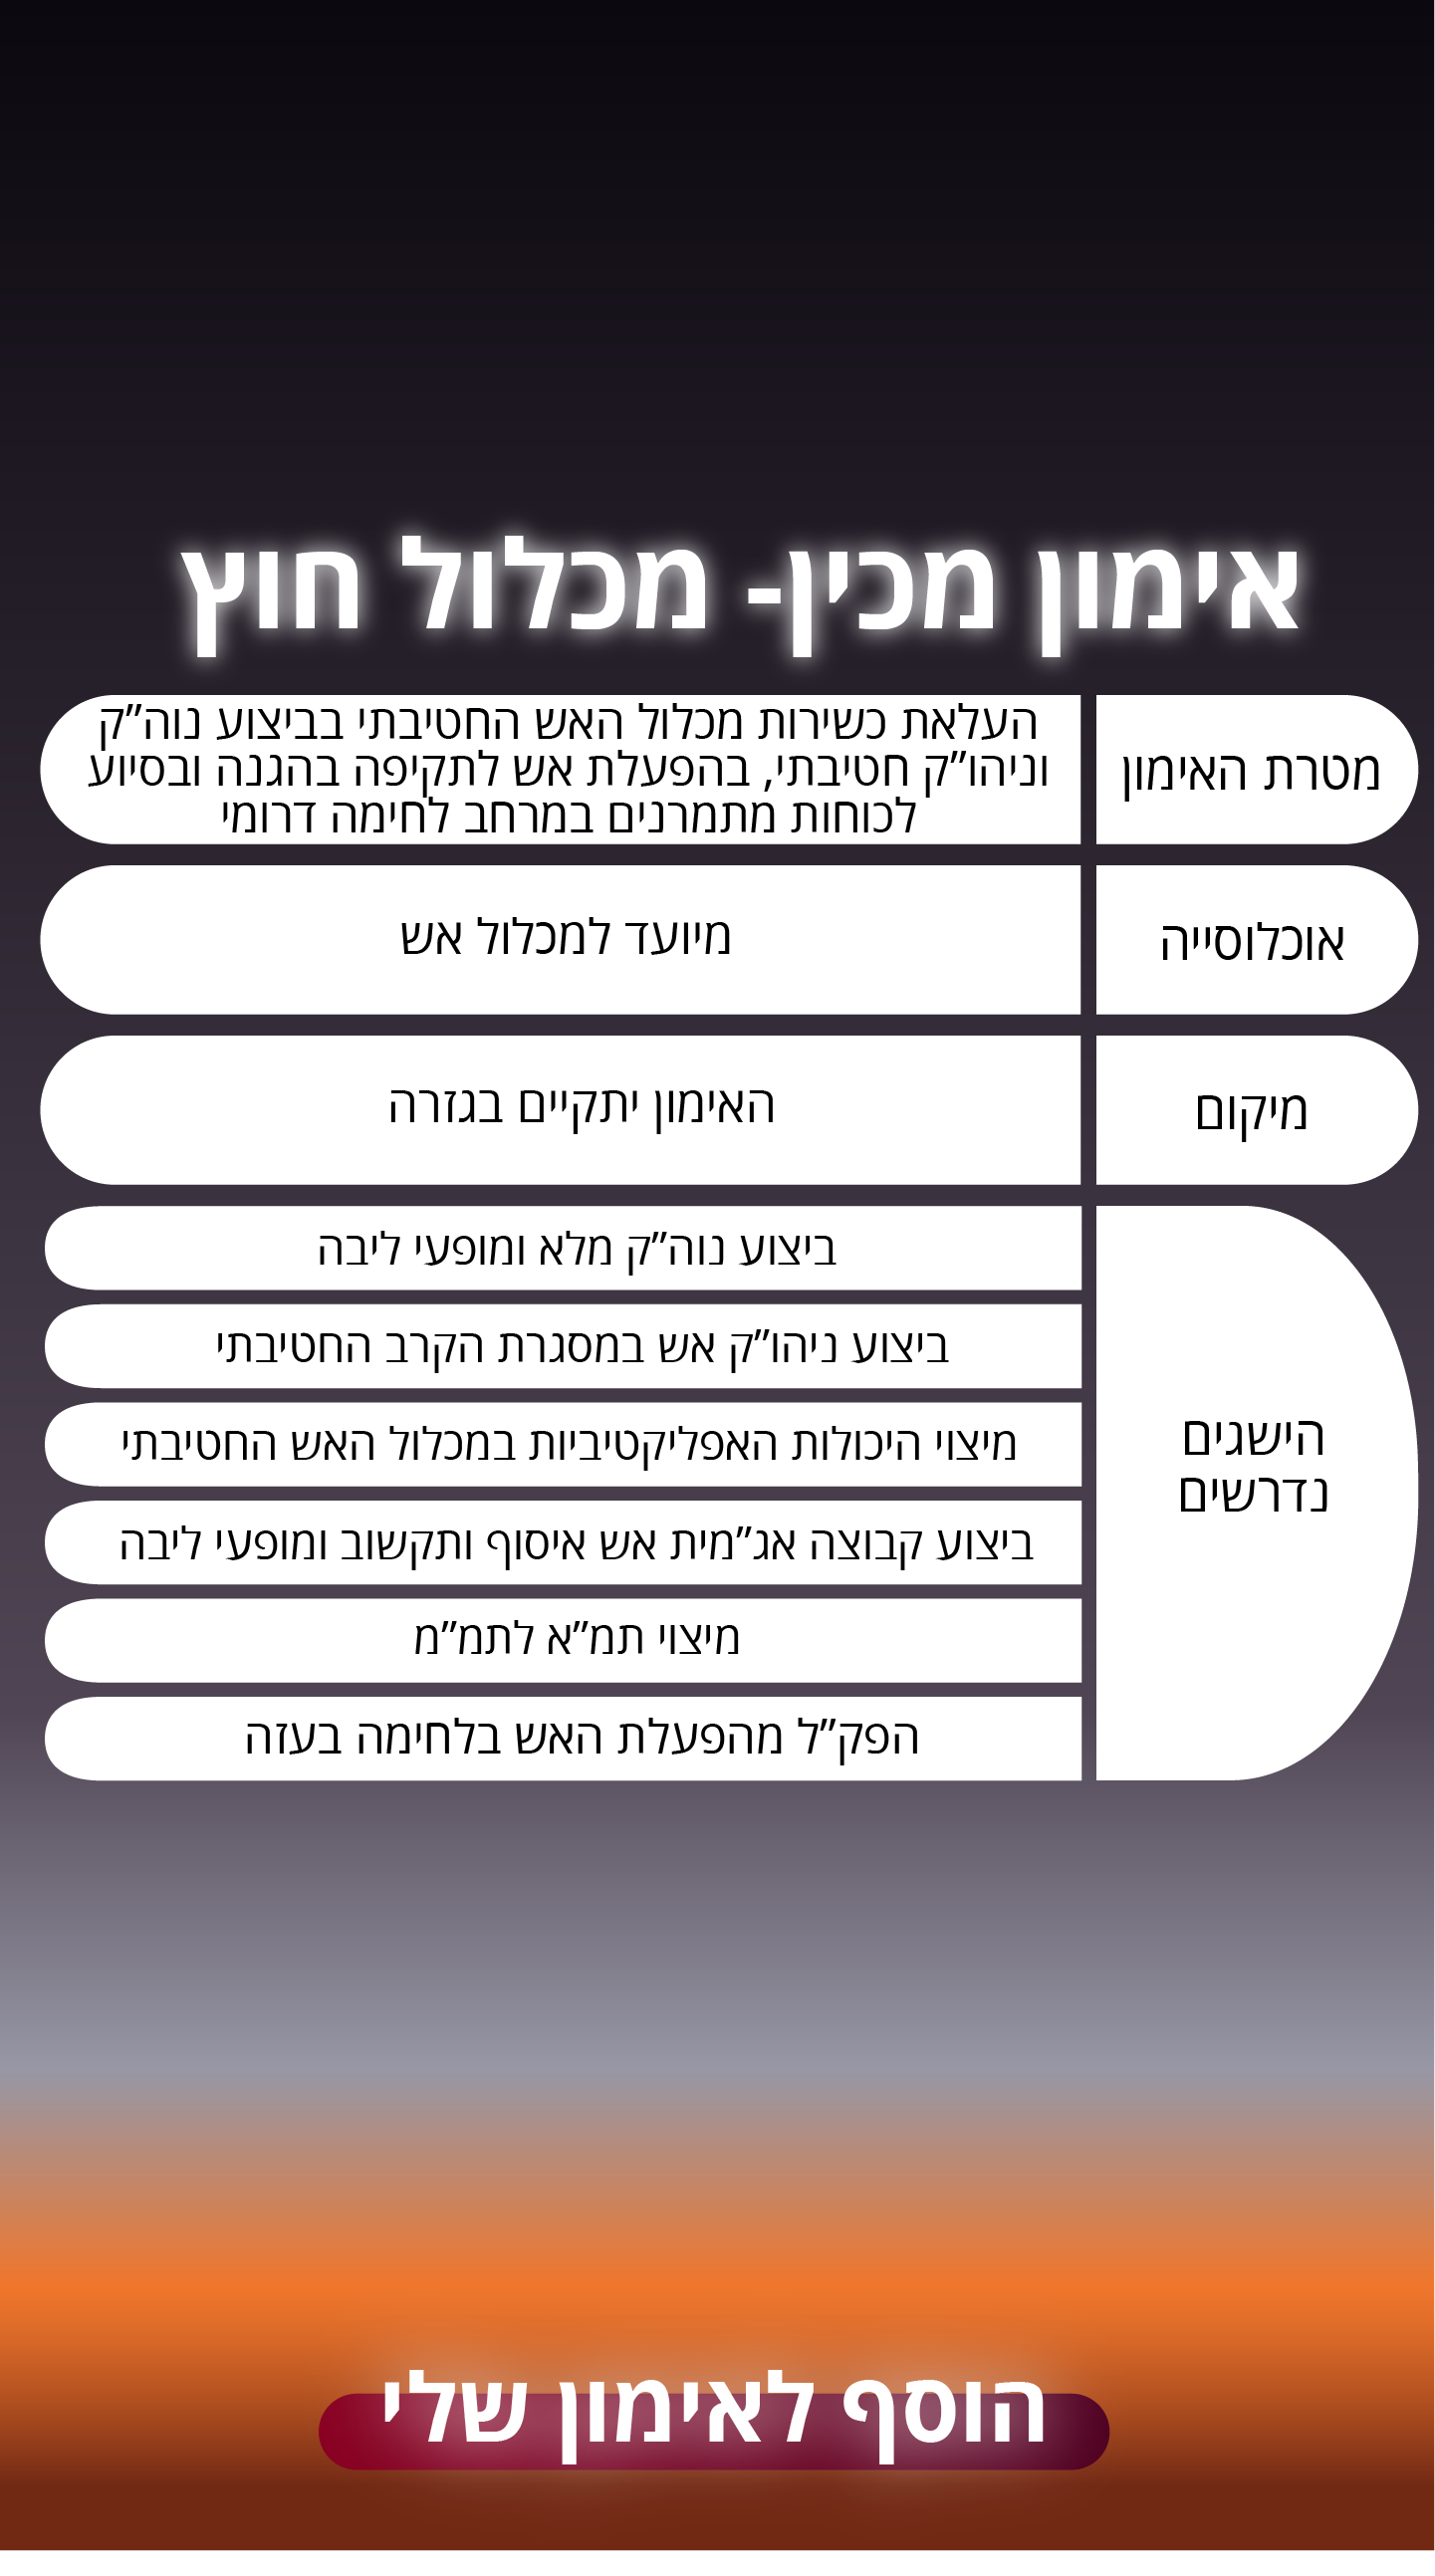 אימון מכין- מכלול חוץ
מטרת האימון
העלאת כשירות מכלול האש החטיבתי בביצוע נוה”ק
וניהו”ק חטיבתי, בהפעלת אש לתקיפה בהגנה ובסיוע
לכוחות מתמרנים במרחב לחימה דרומי
אוכלוסייה
מיועד למכלול אש
מיקום
האימון יתקיים בגזרה
הישגים
נדרשים
ביצוע נוה”ק מלא ומופעי ליבה
ביצוע ניהו”ק אש במסגרת הקרב החטיבתי
מיצוי היכולות האפליקטיביות במכלול האש החטיבתי
ביצוע קבוצה אג”מית אש איסוף ותקשוב ומופעי ליבה
מיצוי תמ”א לתמ”מ
הפק”ל מהפעלת האש בלחימה בעזה
הוסף לאימון שלי